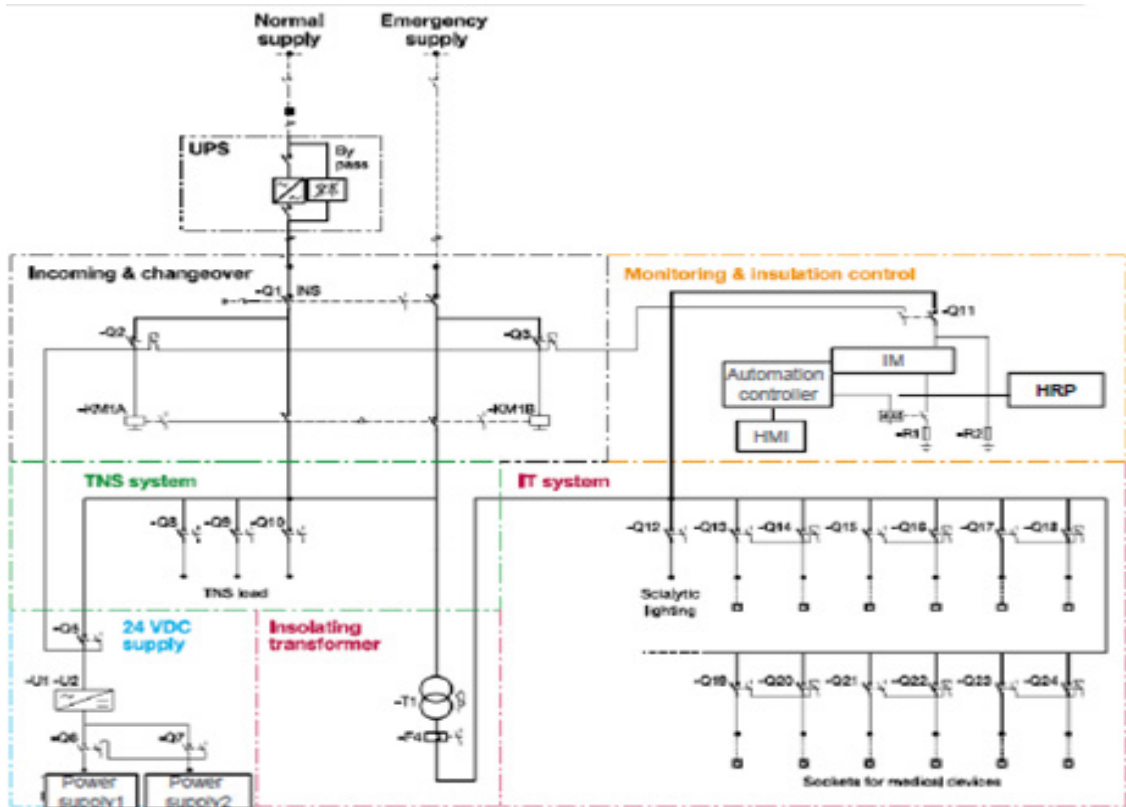 Normal
supply
Emergency
supply
UPS
By
pass
Incoming & changeover
Monitoring & insulation control
-Q1
INS
-Q2
-Q3
-Q11
IM
Automation
controller
HRP
-KM1A
-KM1B
HMI
-R1
-R2
TNS system
IT system
-Q8
-Q9
-Q10
-Q12
-Q13
-Q14
-Q15
-Q16
-Q17
-Q18
TNS load
Scialytic
lighting
-Q5
24 VDC
supply
Insolating
transformer
-U1
-U2
-T1
-Q19
-Q20
-Q21
-Q22
-Q23
-Q24
-F4
-Q6
-Q7
Power
supply1
Power
supply2
Sockets for medical devices